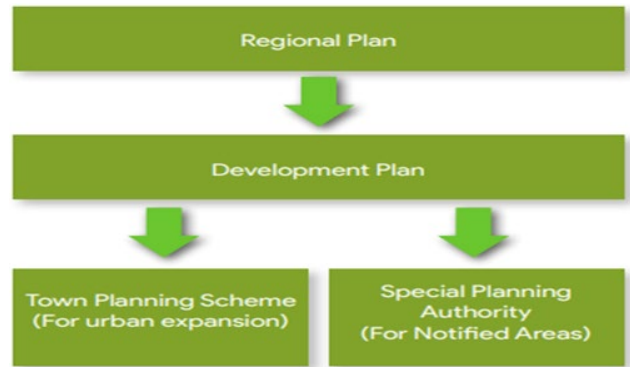 Regional Plan
Development Plan
Town Planning Scheme
(For urban expansion)
Special Planning
Authority
(For Notified Areas)